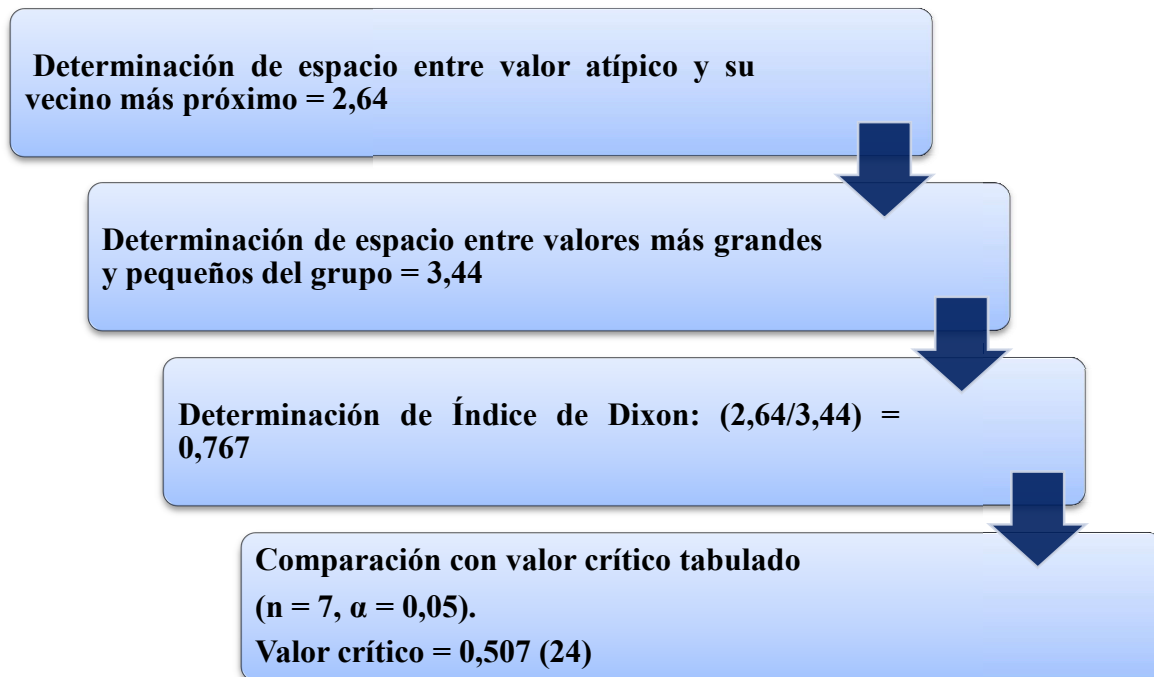 Determinación de espacio entre valor atípico y su
vecino más próximo = 2,64
Determinación de espacio entre valores más grandes
y pequeños del grupo = 3,44
Determinación de Índice de Dixon: (2,64/3,44) =
0,767
Comparación con valor crítico tabulado
(n = 7, α = 0,05).
Valor crítico = 0,507 (24)